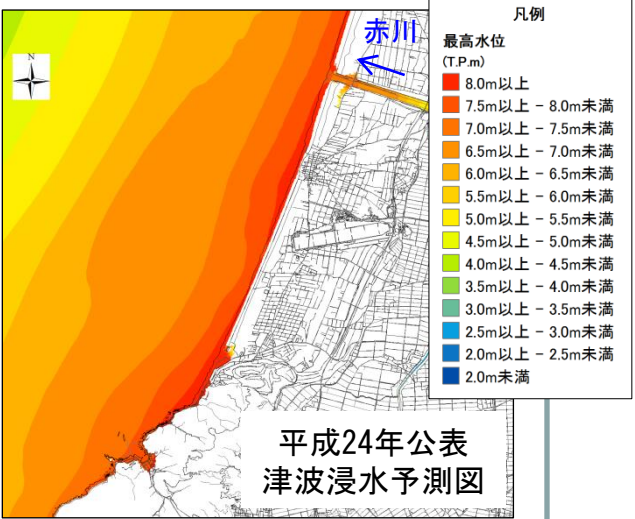 凡例
最高水位
(T.P.m)
8.0m以上
7.5m以上 - 8.0m未満
7.0m以上 - 7.5m未満
6.5m以上 - 7.0m未満
6.0m以上 - 6.5m未満
5.5m以上 - 6.0m未満
5.0m以上 - 5.5m未満
4.5m以上 - 5.0m未満
4.0m以上 - 4.5m未満
3.5m以上 - 4.0m未満
3.0m以上 - 3.5m未満
2.5m以上 - 3.0m未満
2.0m以上 - 2.5m未満
2.0m未満
赤川
N
平成24年公表
津波浸水予測図